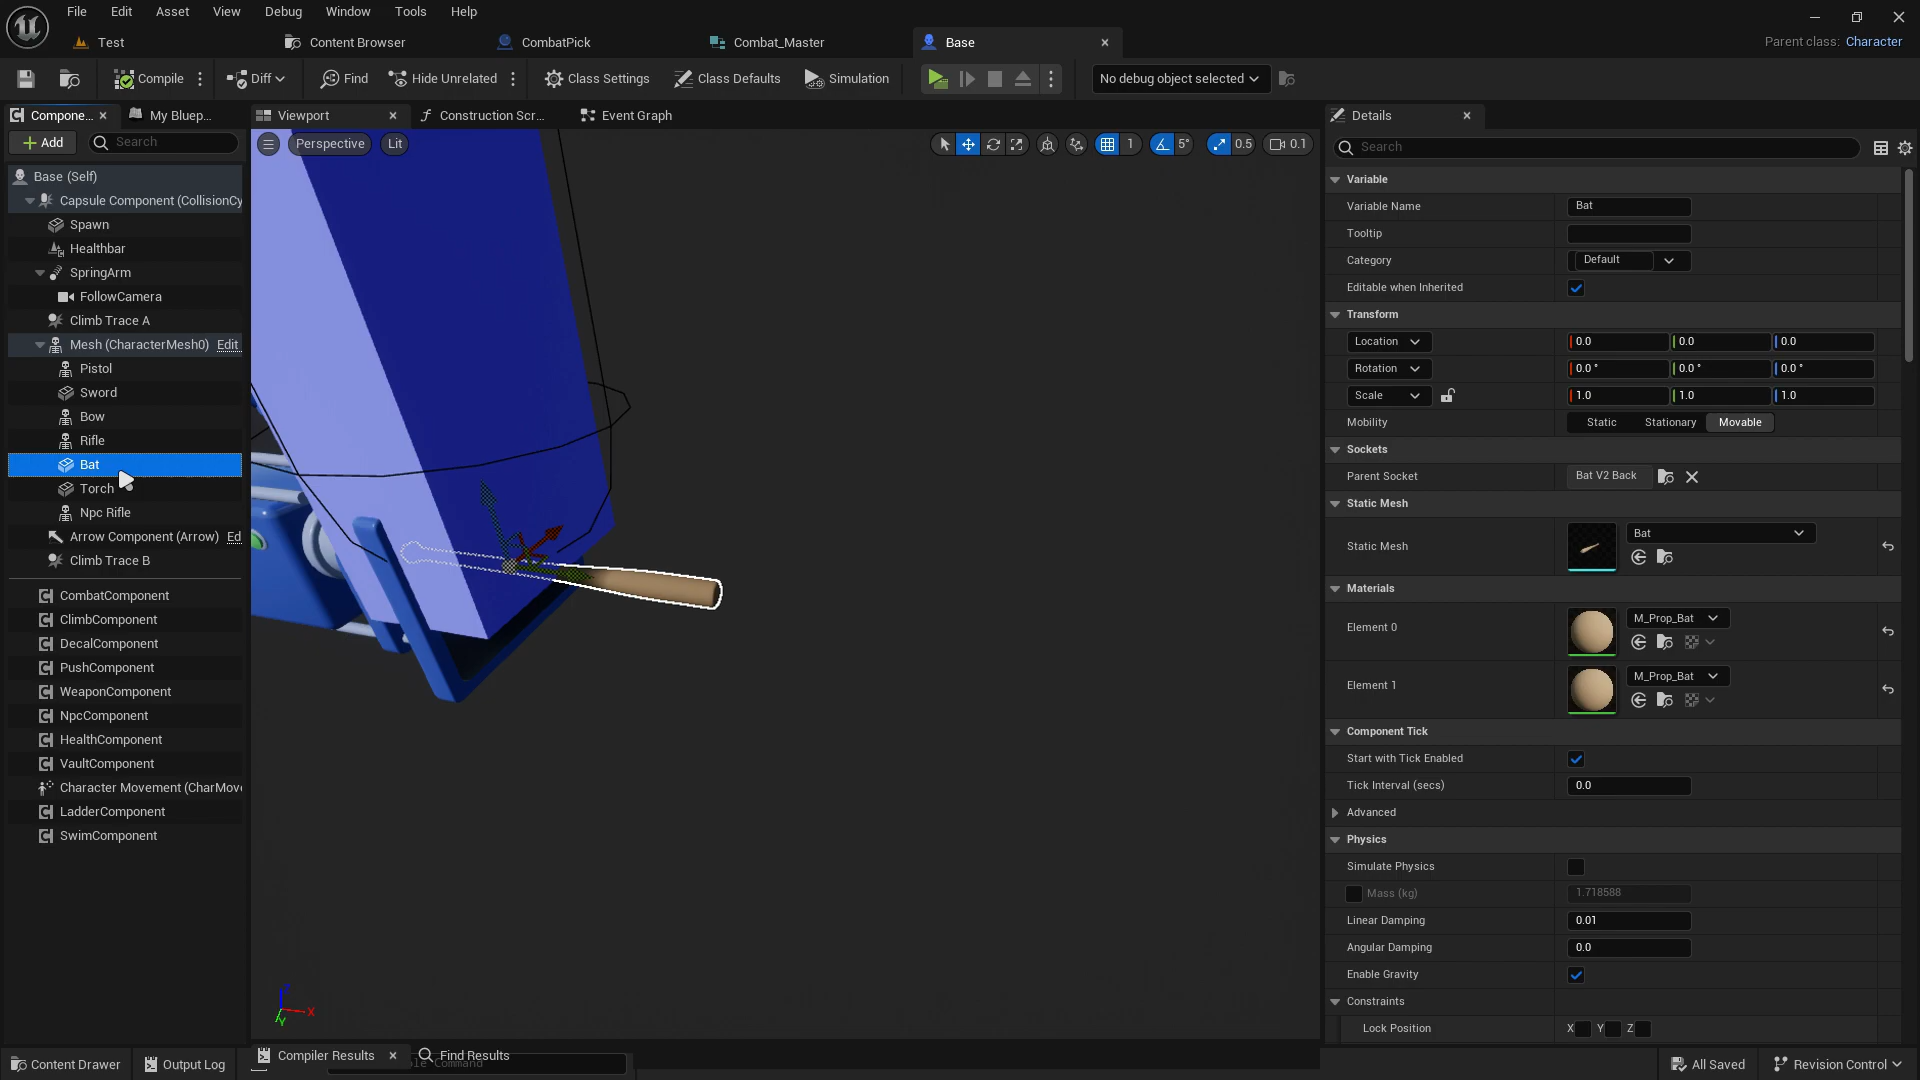 File Edit Asset View Debug Window Tools Help
Test Content Browser CombatPick Combat_Master Base
Parent class: Character
Compile Diff Find Hide Unrelated Class Settings Class Defaults Simulation No debug object selected
Compone... My Bluep... Viewport Construction Scr... Event Graph Details
Add Search
Perspective Lit 1 5° 0.5 0.1
Search
Base (Self)
Capsule Component (CollisionCy
Spawn
Healthbar
SpringArm
FollowCamera
Climb Trace A
Mesh (CharacterMesh0) Edit
Pistol
Sword
Bow
Rifle
Bat
Torch
Npc Rifle
Arrow Component (Arrow) Ed
Climb Trace B
CombatComponent
ClimbComponent
DecalComponent
PushComponent
WeaponComponent
NpcComponent
HealthComponent
VaultComponent
Character Movement (CharMove
LadderComponent
SwimComponent
X
Y
Variable
Variable Name Bat
Tooltip
Category Default
Editable when Inherited
Transform
Location 0.0 0.0 0.0
Rotation 0.0 ° 0.0 ° 0.0 °
Scale 1.0 1.0 1.0
Mobility Static Stationary Movable
Sockets
Parent Socket Bat V2 Back
Static Mesh
Static Mesh Bat
Materials
Element 0 M_Prop_Bat
Element 1 M_Prop_Bat
Component Tick
Start with Tick Enabled
Tick Interval (secs) 0.0
Advanced
Physics
Simulate Physics
Mass (kg) 1.718588
Linear Damping 0.01
Angular Damping 0.0
Enable Gravity
Constraints
Lock Position X Y Z
Compiler Results Find Results
Content Drawer Output Log Command All Saved Revision Control